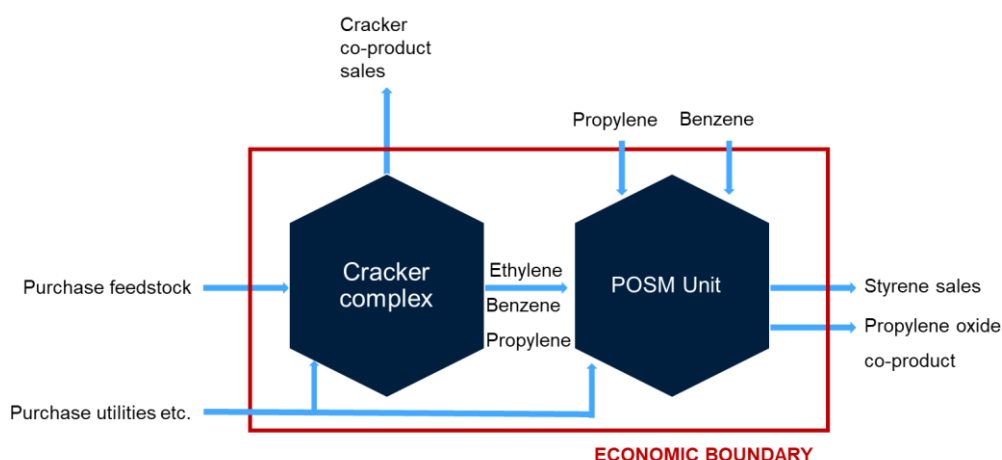 Cracker
co-product
sales
Propylene
Benzene
Purchase feedstock
Cracker
complex
Ethylene
Benzene
Propylene
POSM Unit
Styrene sales
Propylene oxide
co-product
Purchase utilities etc.
ECONOMIC BOUNDARY